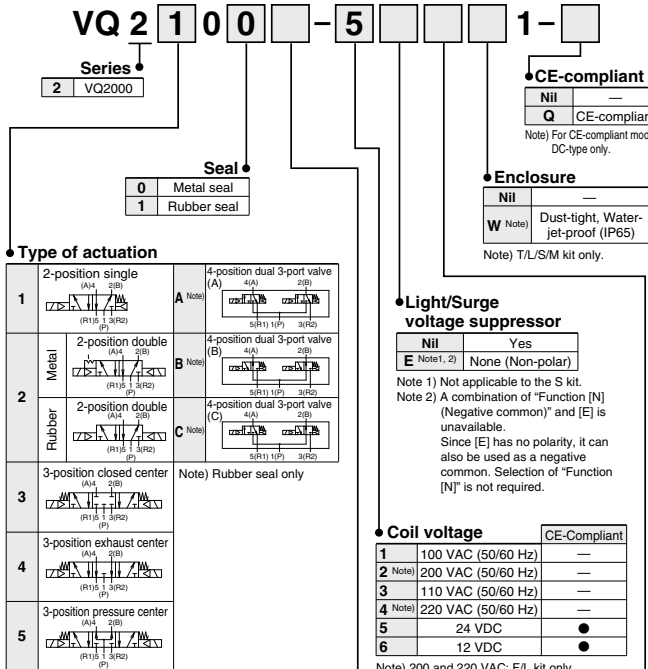 VQ 2 1 0 0 – 5 1 –
Series
2 VQ2000
CE-compliant
Nil —
Q CE-complian
Note) For CE-compliant mod
DC-type only.
Seal
0 Metal seal
1 Rubber seal
Enclosure
Nil —
W Note) Dust-tight, Water-
jet-proof (IP65)
Note) T/L/S/M kit only.
Type of actuation
1 2-position single
(A)4 2(B)
(R1)5 1 3(R2)
(P)
A Note) 4-position dual 3-port valve
(A) 4(A) 2(B)
5(R1) 1(P) 3(R2)
2 Metal 2-position double
(A)4 2(B)
(R1)5 1 3(R2)
(P)
B Note) 4-position dual 3-port valve
(B) 4(A) 2(B)
5(R1) 1(P) 3(R2)
Rubber 2-position double
(A)4 2(B)
(R1)5 1 3(R2)
(P)
C Note) 4-position dual 3-port valve
(C) 4(A) 2(B)
5(R1) 1(P) 3(R2)
Note) Rubber seal only
3 3-position closed center
(A)4 2(B)
(R1)5 1 3(R2)
(P)
4 3-position exhaust center
(A)4 2(B)
(R1)5 1 3(R2)
(P)
5 3-position pressure center
(A)4 2(B)
(R1)5 1 3(R2)
(P)
Light/Surge
voltage suppressor
Nil Yes
E Note1, 2) None (Non-polar)
Note 1) Not applicable to the S kit.
Note 2) A combination of “Function [N]
(Negative common)” and [E] is
unavailable.
Since [E] has no polarity, it can
also be used as a negative
common. Selection of “Function
[N]” is not required.
Coil voltage CE-Compliant
1 100 VAC (50/60 Hz) —
2 Note) 200 VAC (50/60 Hz) —
3 110 VAC (50/60 Hz) —
4 Note) 220 VAC (50/60 Hz) —
5 24 VDC ●
6 12 VDC ●
Note) 200 and 220 VAC: F/L kit only